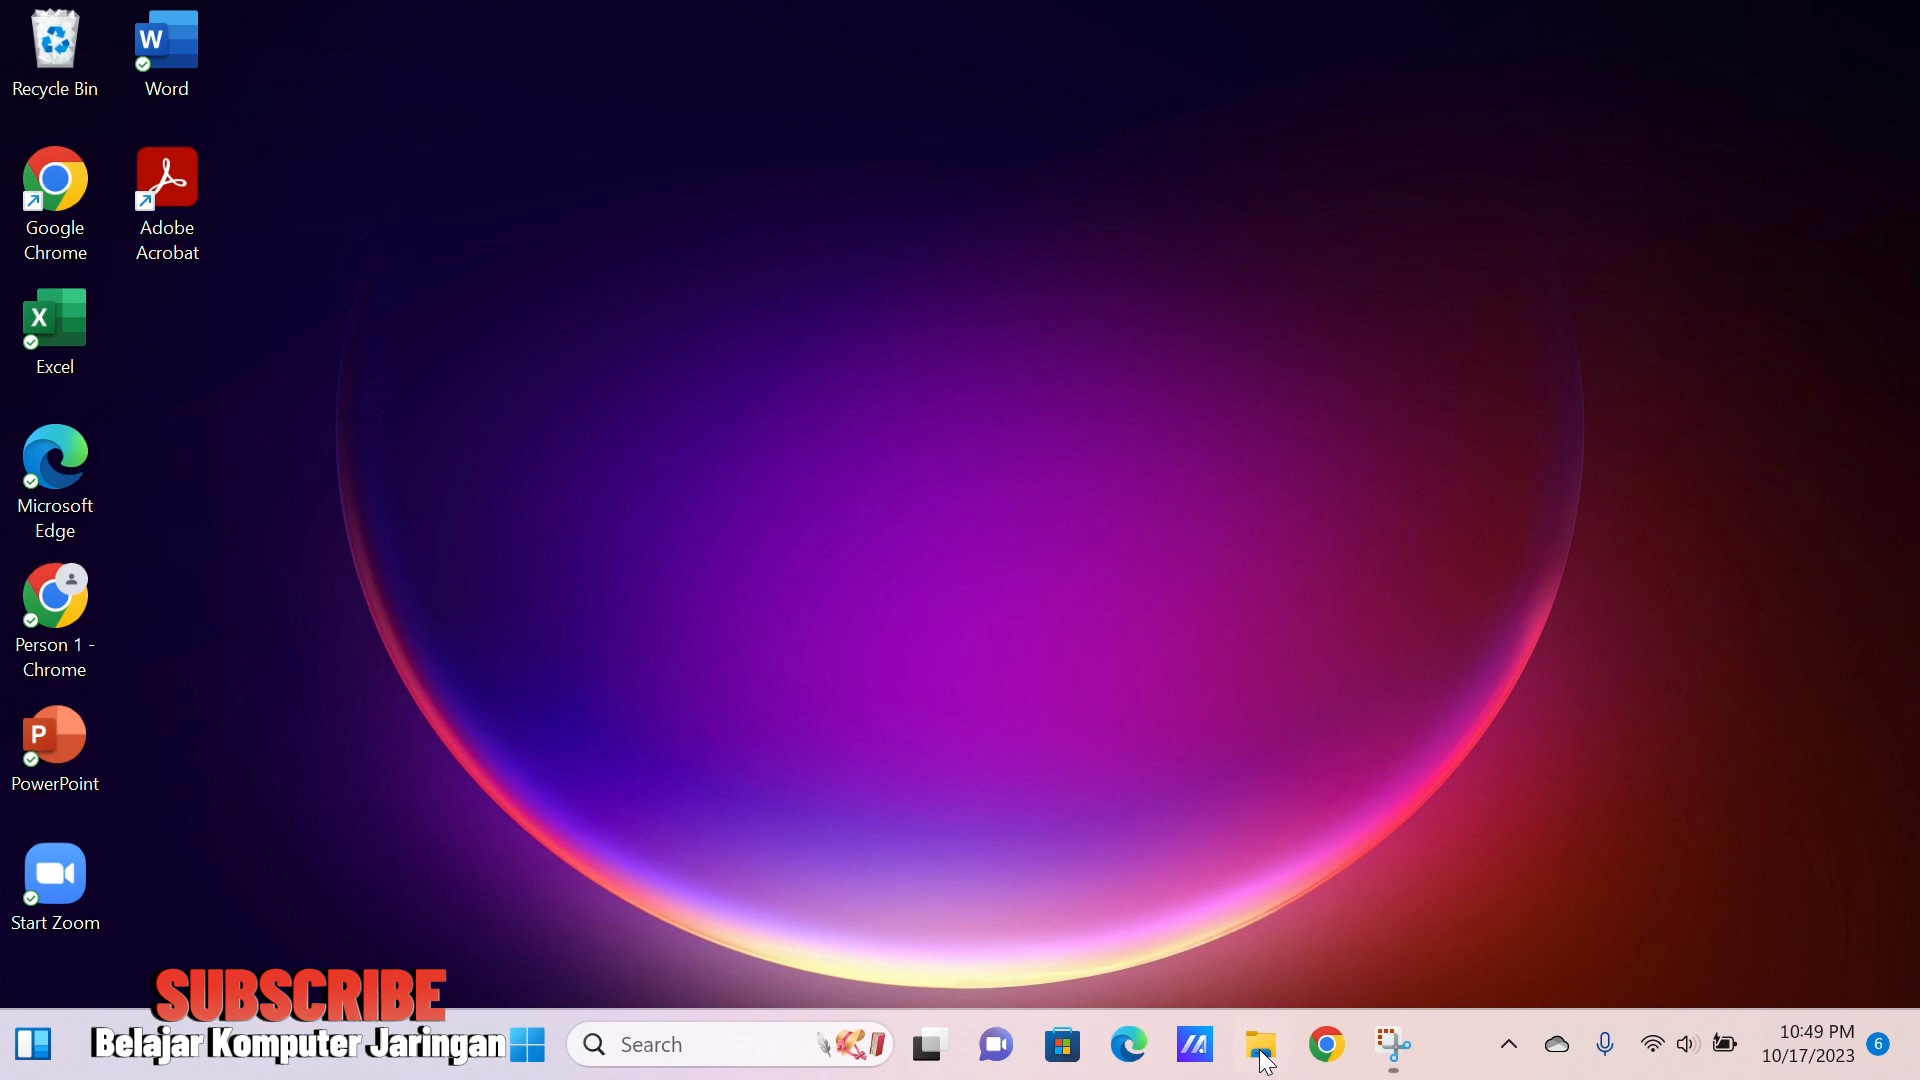 Recycle Bin
Word
Google
Chrome
Adobe
Acrobat
Excel
Microsoft
Edge
Person 1 -
Chrome
PowerPoint
Start Zoom
SUBSCRIBE
Belajar Komputer Jaringan
Search
10:49 PM
10/17/2023
6